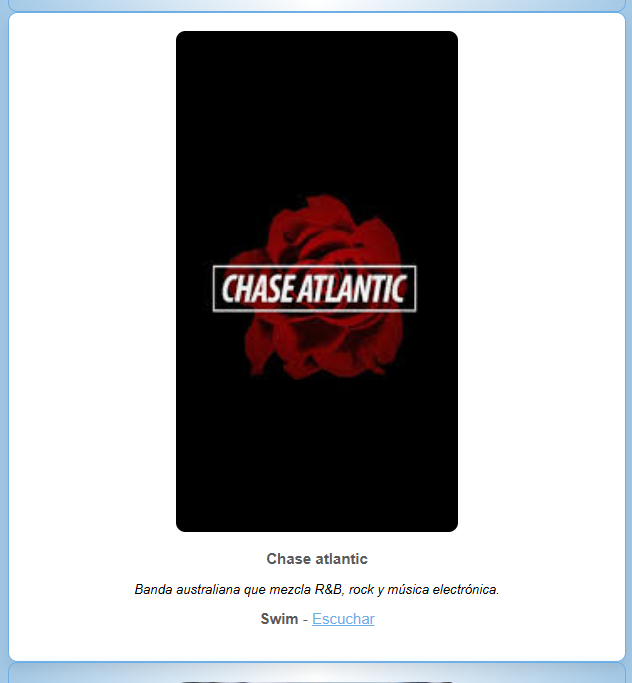 CHASE ATLANTIC
Chase atlantic
Banda australiana que mezcla R&B, rock y música electrónica.
Swim - Escuchar